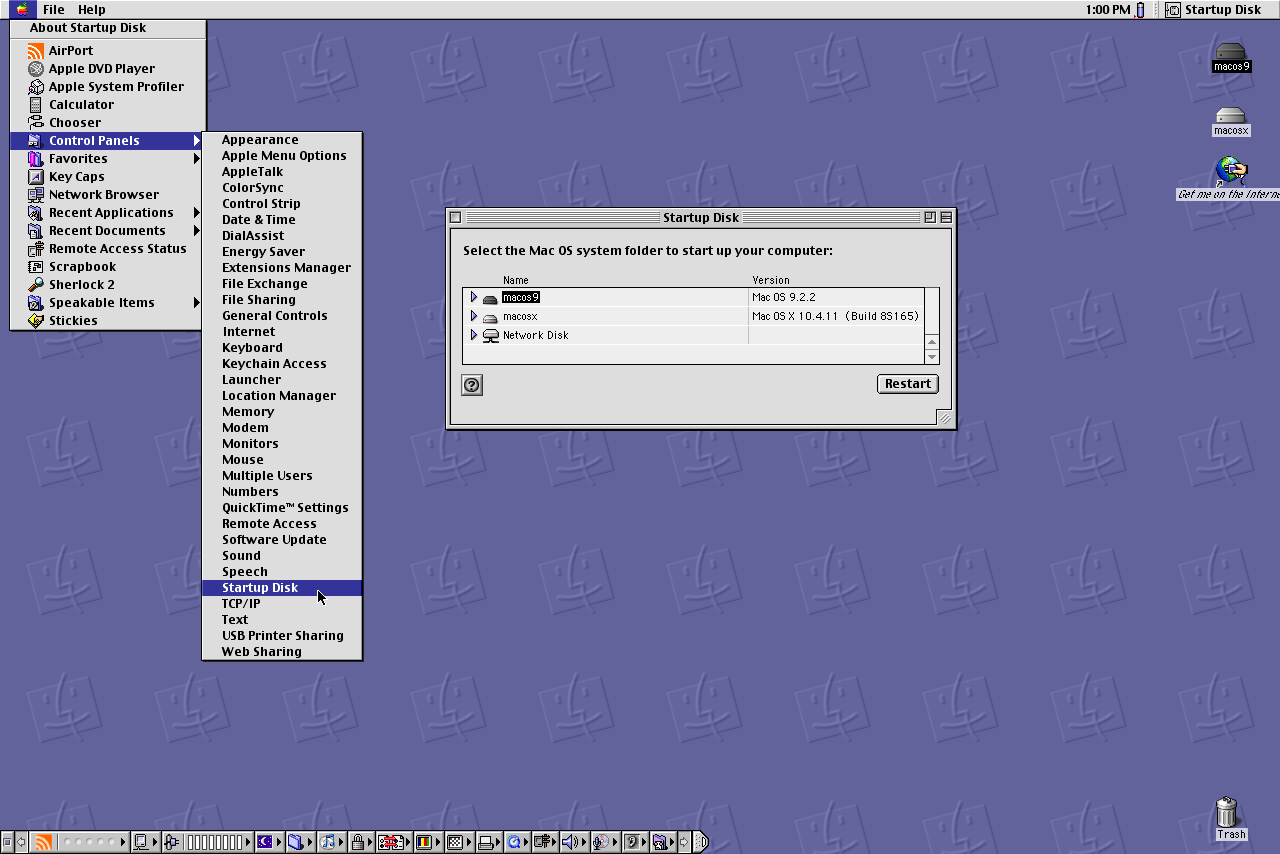 File Help
1:00 PM
Startup Disk
About Startup Disk
AirPort
Apple DVD Player
Apple System Profiler
Calculator
Chooser
Control Panels
Favorites
Key Caps
Network Browser
Recent Applications
Recent Documents
Remote Access Status
Scrapbook
Sherlock 2
Speakable Items
Stickies
Appearance
Apple Menu Options
AppleTalk
ColorSync
Control Strip
Date & Time
DialAssist
Energy Saver
Extensions Manager
File Exchange
File Sharing
General Controls
Internet
Keyboard
Keychain Access
Launcher
Location Manager
Memory
Modem
Monitors
Mouse
Multiple Users
Numbers
QuickTime™ Settings
Remote Access
Software Update
Sound
Speech
Startup Disk
TCP/IP
Text
USB Printer Sharing
Web Sharing
Startup Disk
Select the Mac OS system folder to start up your computer:
Name Version
macos9 Mac OS 9.2.2
macosx Mac OS X 10.4.11 (Build 8S165)
Network Disk
?
Restart
macos9
macosx
Get me on the Interne
Trash